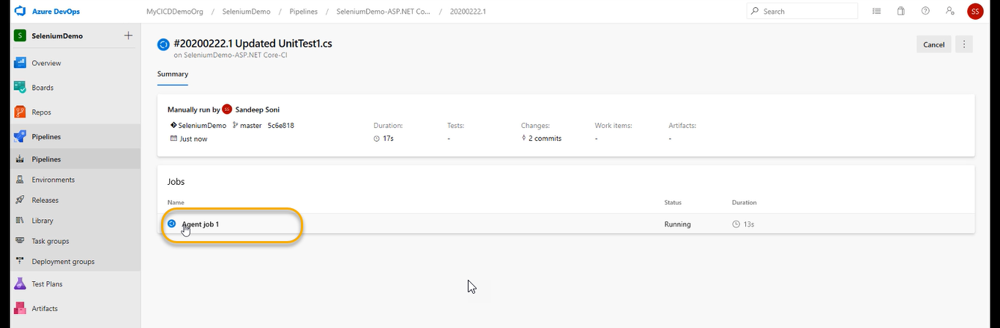 Azure DevOps
MyCICDDemoOrg / SeleniumDemo / Pipelines / SeleniumDemo-ASP.NET Co... / 20200222.1
Search
SS
S SeleniumDemo
Overview
Boards
Repos
Pipelines
Pipelines
Environments
Releases
Library
Task groups
Deployment groups
Test Plans
Artifacts
#20200222.1 Updated UnitTest1.cs
on SeleniumDemo-ASP.NET Core-CI
Cancel
Summary
Manually run by SS Sandeep Soni
SeleniumDemo master 5c6e818
Just now
Duration:
17s
Tests:
-
Changes:
2 commits
Work items:
-
Artifacts:
-
Jobs
Name Status Duration
Agent job 1 Running 13s